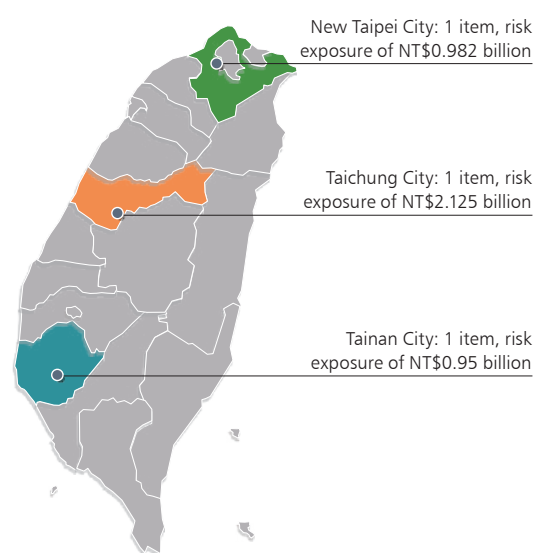 New Taipei City: 1 item, risk
exposure of NT$0.982 billion
Taichung City: 1 item, risk
exposure of NT$2.125 billion
Tainan City: 1 item, risk
exposure of NT$0.95 billion